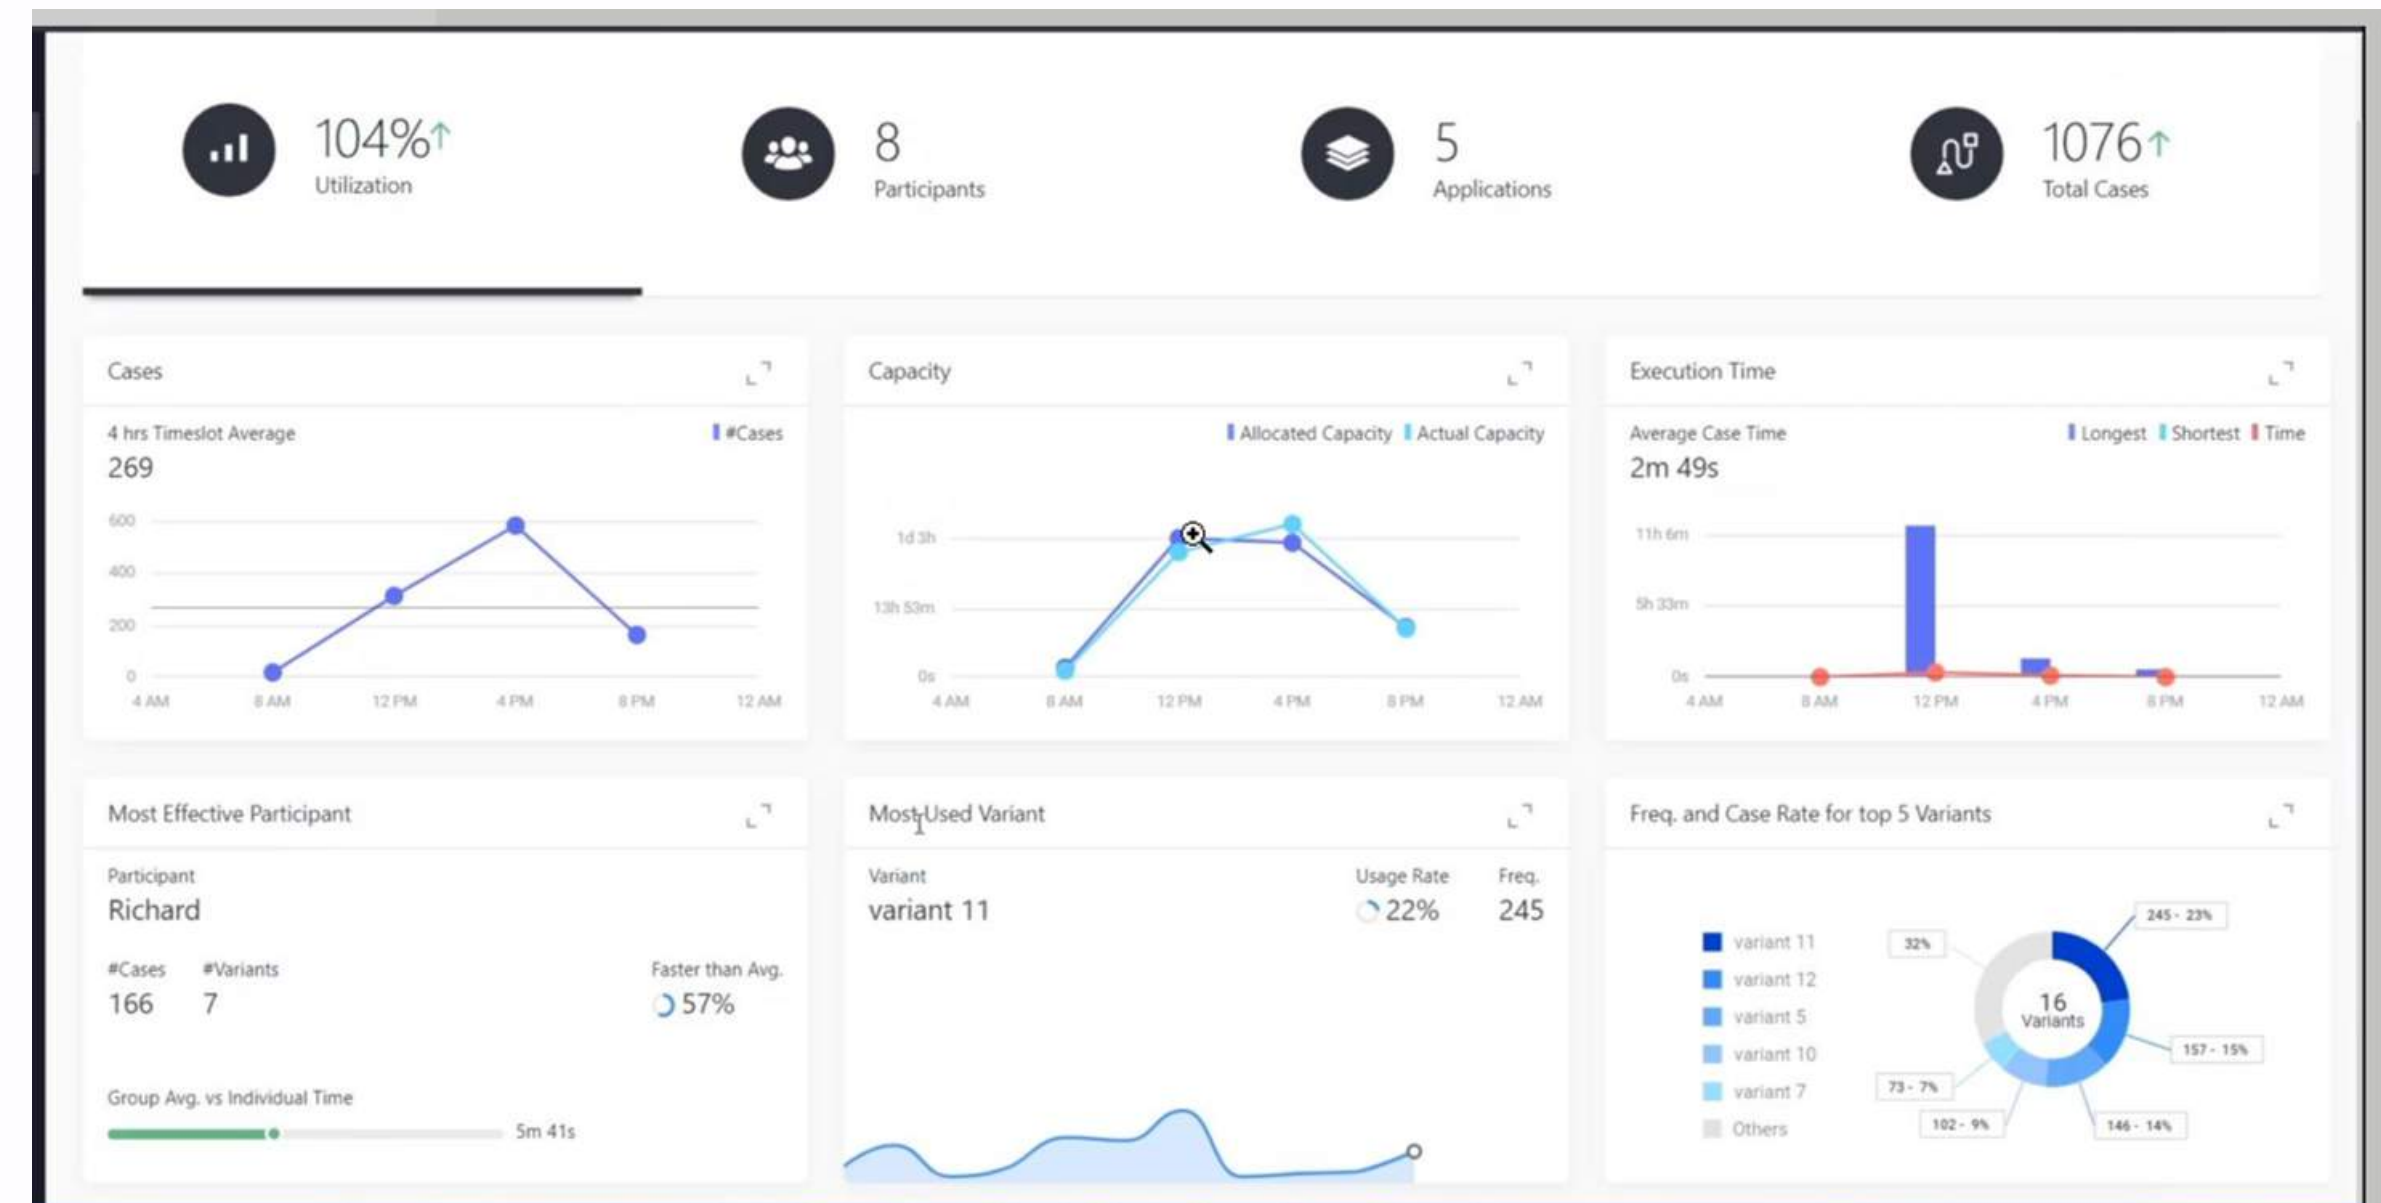 104%↑
Utilization
8
Participants
5
Applications
1076↑
Total Cases
Cases
4 hrs Timeslot Average
#Cases
269
600
400
200
0
4 AM 8 AM 12 PM 4 PM 8 PM 12 AM
Capacity
Allocated Capacity Actual Capacity
1d 3h
13h 53m
0s
4 AM 8 AM 12 PM 4 PM 8 PM 12 AM
Execution Time
Average Case Time
Longest Shortest Time
2m 49s
11h 6m
5h 33m
0s
4 AM 8 AM 12 PM 4 PM 8 PM 12 AM
Most Effective Participant
Participant
Richard
#Cases #Variants Faster than Avg.
166 7 57%
Group Avg. vs Individual Time
5m 41s
Most Used Variant
Variant Usage Rate Freq.
variant 11 22% 245
Freq. and Case Rate for top 5 Variants
variant 11
variant 12
variant 5
variant 10
variant 7
Others
245 - 23%
32%
16
Variants
157 - 15%
73 - 7%
102 - 9%
146 - 14%